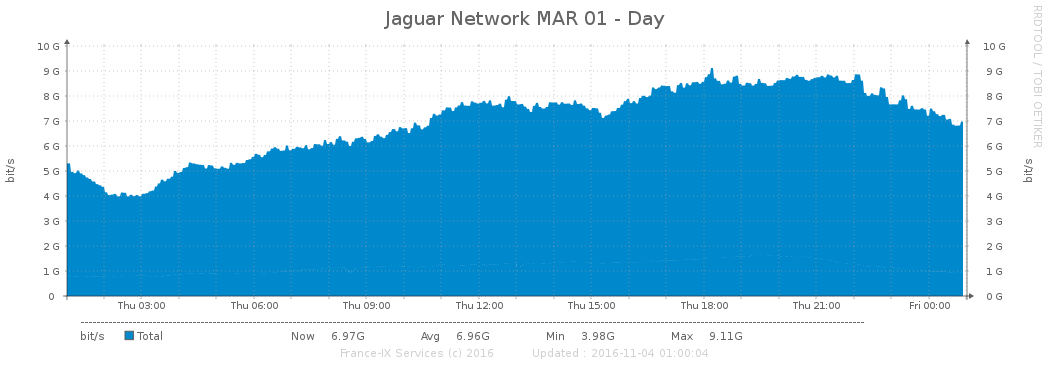 Jaguar Network MAR 01 - Day
RRDTOOL / TOBI OETIKER
bit/s
10 G
9 G
8 G
7 G
6 G
5 G
4 G
3 G
2 G
1 G
0
10 G
9 G
8 G
7 G
6 G
5 G
4 G
3 G
2 G
1 G
0 G
bit/s
Thu 03:00 Thu 06:00 Thu 09:00 Thu 12:00 Thu 15:00 Thu 18:00 Thu 21:00 Fri 00:00
bit/s Total Now 6.97G Avg 6.96G Min 3.98G Max 9.11G
France-IX Services (c) 2016 Updated : 2016-11-04 01:00:04